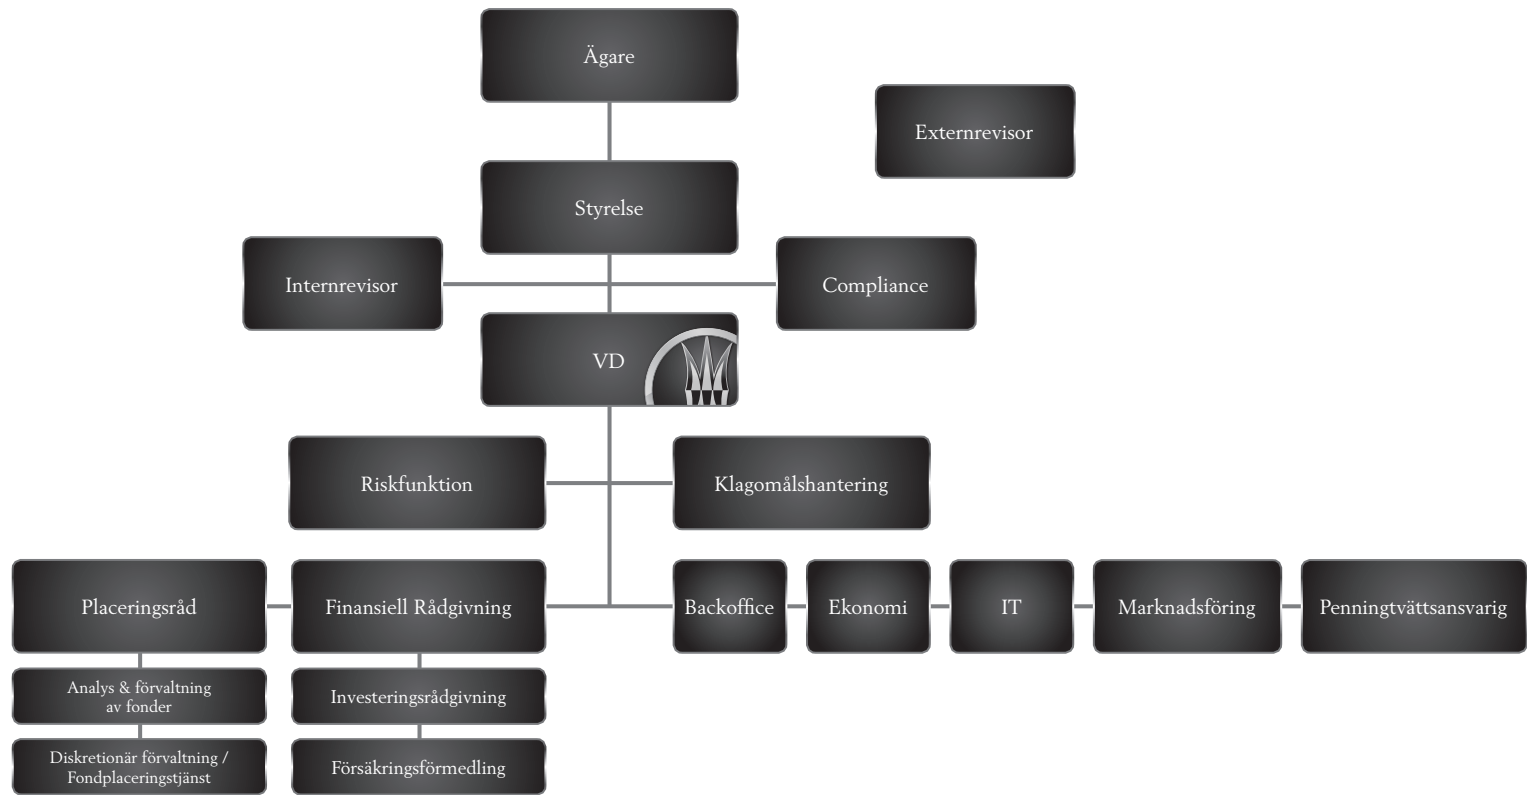 Ägare
Externrevisor
Styrelse
Internrevisor
Compliance
VD
Riskfunktion
Klagomålshantering
Placeringsråd
Finansiell Rådgivning
Backoffice
Ekonomi
IT
Marknadsföring
Penningtvättsansvarig
Analys & förvaltning
av fonder
Investeringsrådgivning
Diskretionär förvaltning /
Fondplaceringstjänst
Försäkringsförmedling